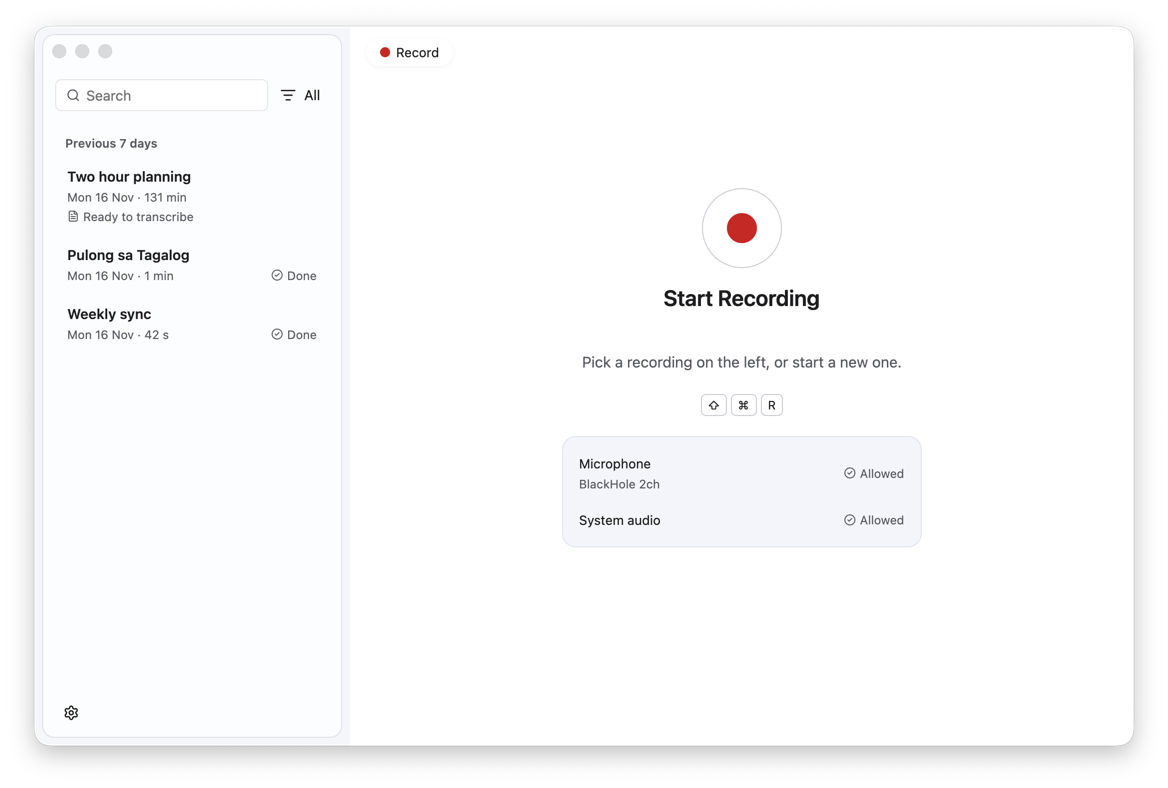 Record
Search
All
Previous 7 days
Two hour planning
Mon 16 Nov · 131 min
Ready to transcribe
Pulong sa Tagalog
Mon 16 Nov · 1 min
Done
Weekly sync
Mon 16 Nov · 42 s
Done
Start Recording
Pick a recording on the left, or start a new one.
⇧ ⌘ R
Microphone
BlackHole 2ch
Allowed
System audio
Allowed